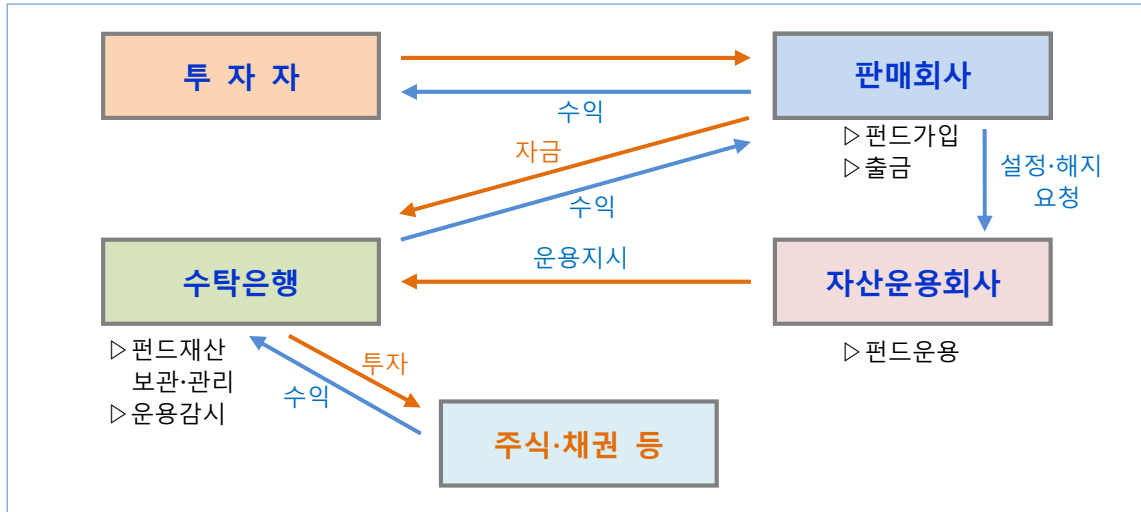 투 자 자
판매회사
수익
▷펀드가입
▷출금
자금
설정·해지
요청
수익
운용지시
수탁은행
자산운용회사
▷펀드재산
보관·관리
▷운용감시
투자
수익
▷펀드운용
주식·채권 등